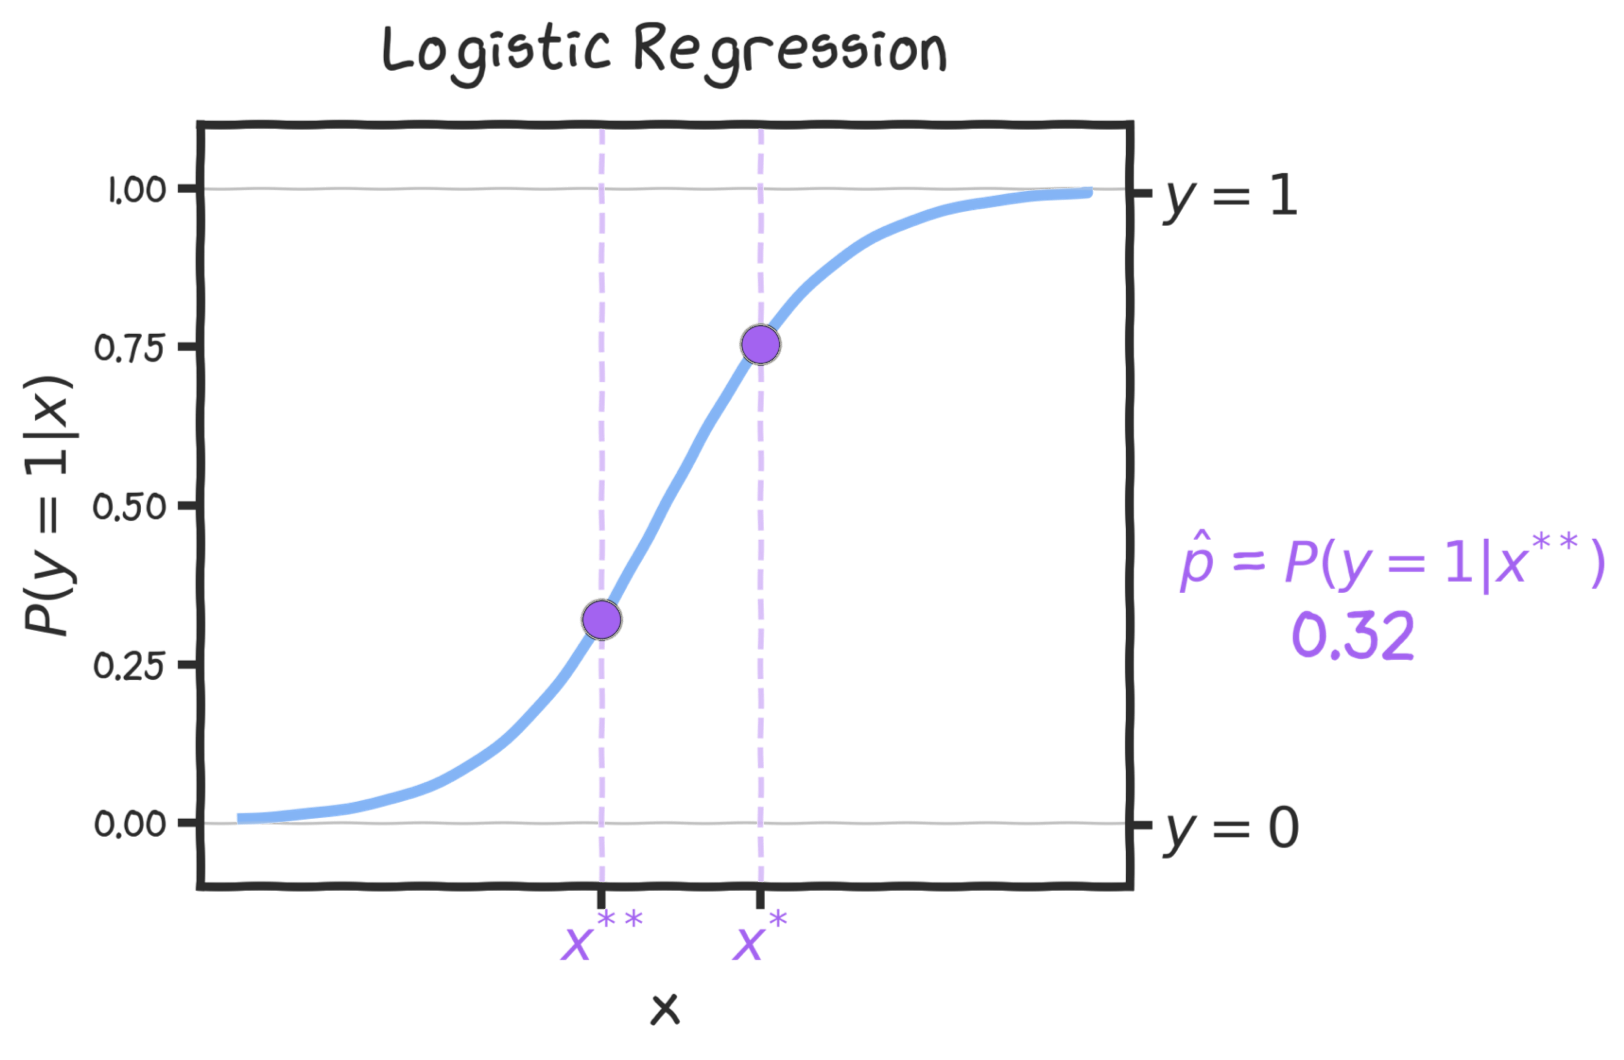 Logistic Regression
1.00
0.75
0.50
0.25
0.00
P(y = 1|x)
y = 1
y = 0
p̂ = P(y = 1|x**)
0.32
x** x*
x